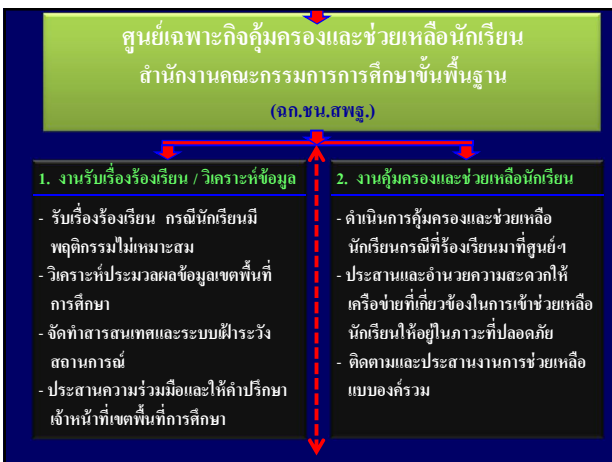 ศูนย์เฉพาะกิจคุ้มครองและช่วยเหลือนักเรียน
สำนักงานคณะกรรมการการศึกษาขั้นพื้นฐาน
(ฉก.ชน.สพฐ.)
1. งานรับเรื่องร้องเรียน / วิเคราะห์ข้อมูล
- รับเรื่องร้องเรียน กรณีนักเรียนมี
พฤติกรรมไม่เหมาะสม
- วิเคราะห์ประมวลผลข้อมูลเขตพื้นที่
การศึกษา
- จัดทำสารสนเทศและระบบเฝ้าระวัง
สถานการณ์
- ประสานความร่วมมือและให้คำปรึกษา
เจ้าหน้าที่เขตพื้นที่การศึกษา
2. งานคุ้มครองและช่วยเหลือนักเรียน
- ดำเนินการคุ้มครองและช่วยเหลือ
นักเรียนกรณีที่ร้องเรียนมาที่ศูนย์ฯ
- ประสานและอำนวยความสะดวกให้
เครือข่ายที่เกี่ยวข้องในการเข้าช่วยเหลือ
นักเรียนให้อยู่ในภาวะที่ปลอดภัย
- ติดตามและประสานงานการช่วยเหลือ
แบบองค์รวม